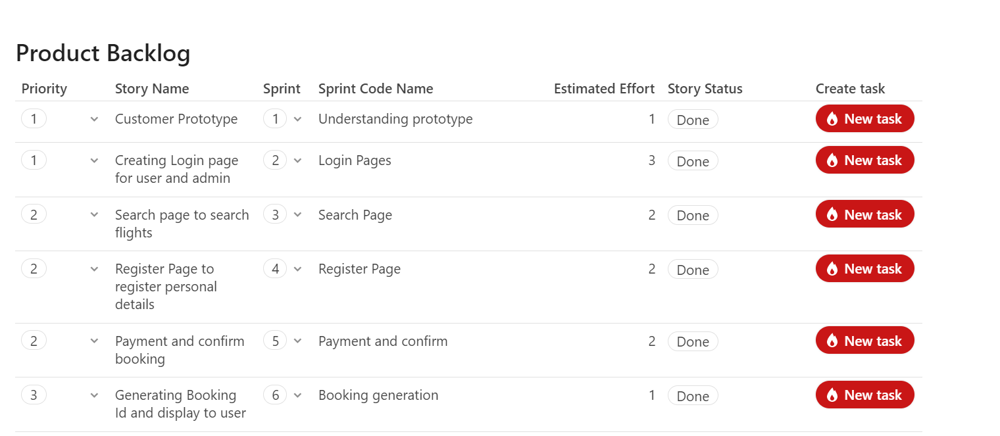 Product Backlog
Priority Story Name Sprint Sprint Code Name Estimated Effort Story Status Create task
1 Customer Prototype 1 Understanding prototype 1 Done New task
1 Creating Login page 2 Login Pages 3 Done New task
for user and admin
2 Search page to search 3 Search Page 2 Done New task
flights
2 Register Page to 4 Register Page 2 Done New task
register personal
details
2 Payment and confirm 5 Payment and confirm 2 Done New task
booking
3 Generating Booking 6 Booking generation 1 Done New task
Id and display to user